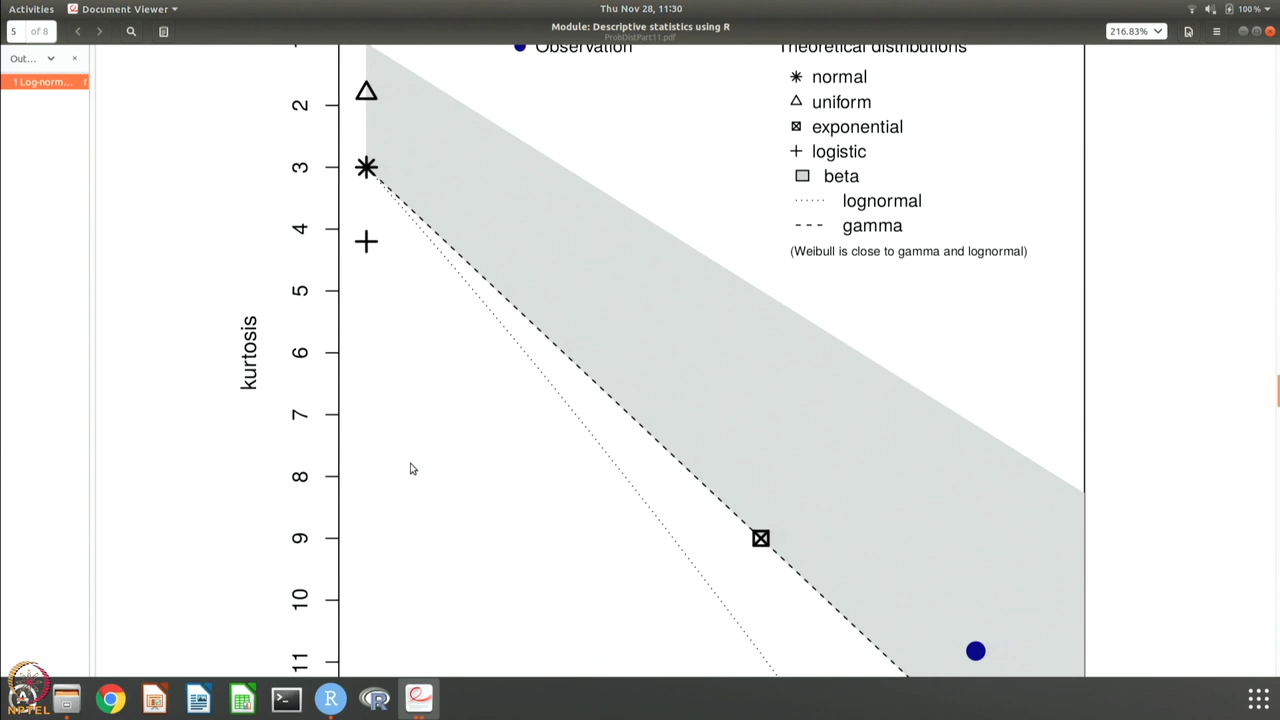 Activities
Document Viewer
Thu Nov 28, 11:30
100%
5
of 8
Module: Descriptive statistics using R
ProbDistPart11.pdf
216.83%
Out...
1 Log-norm... 1
Observation
Theoretical distributions
normal
uniform
exponential
logistic
beta
lognormal
gamma
(Weibull is close to gamma and lognormal)
kurtosis
2
3
4
5
6
7
8
9
10
11
NPTEL